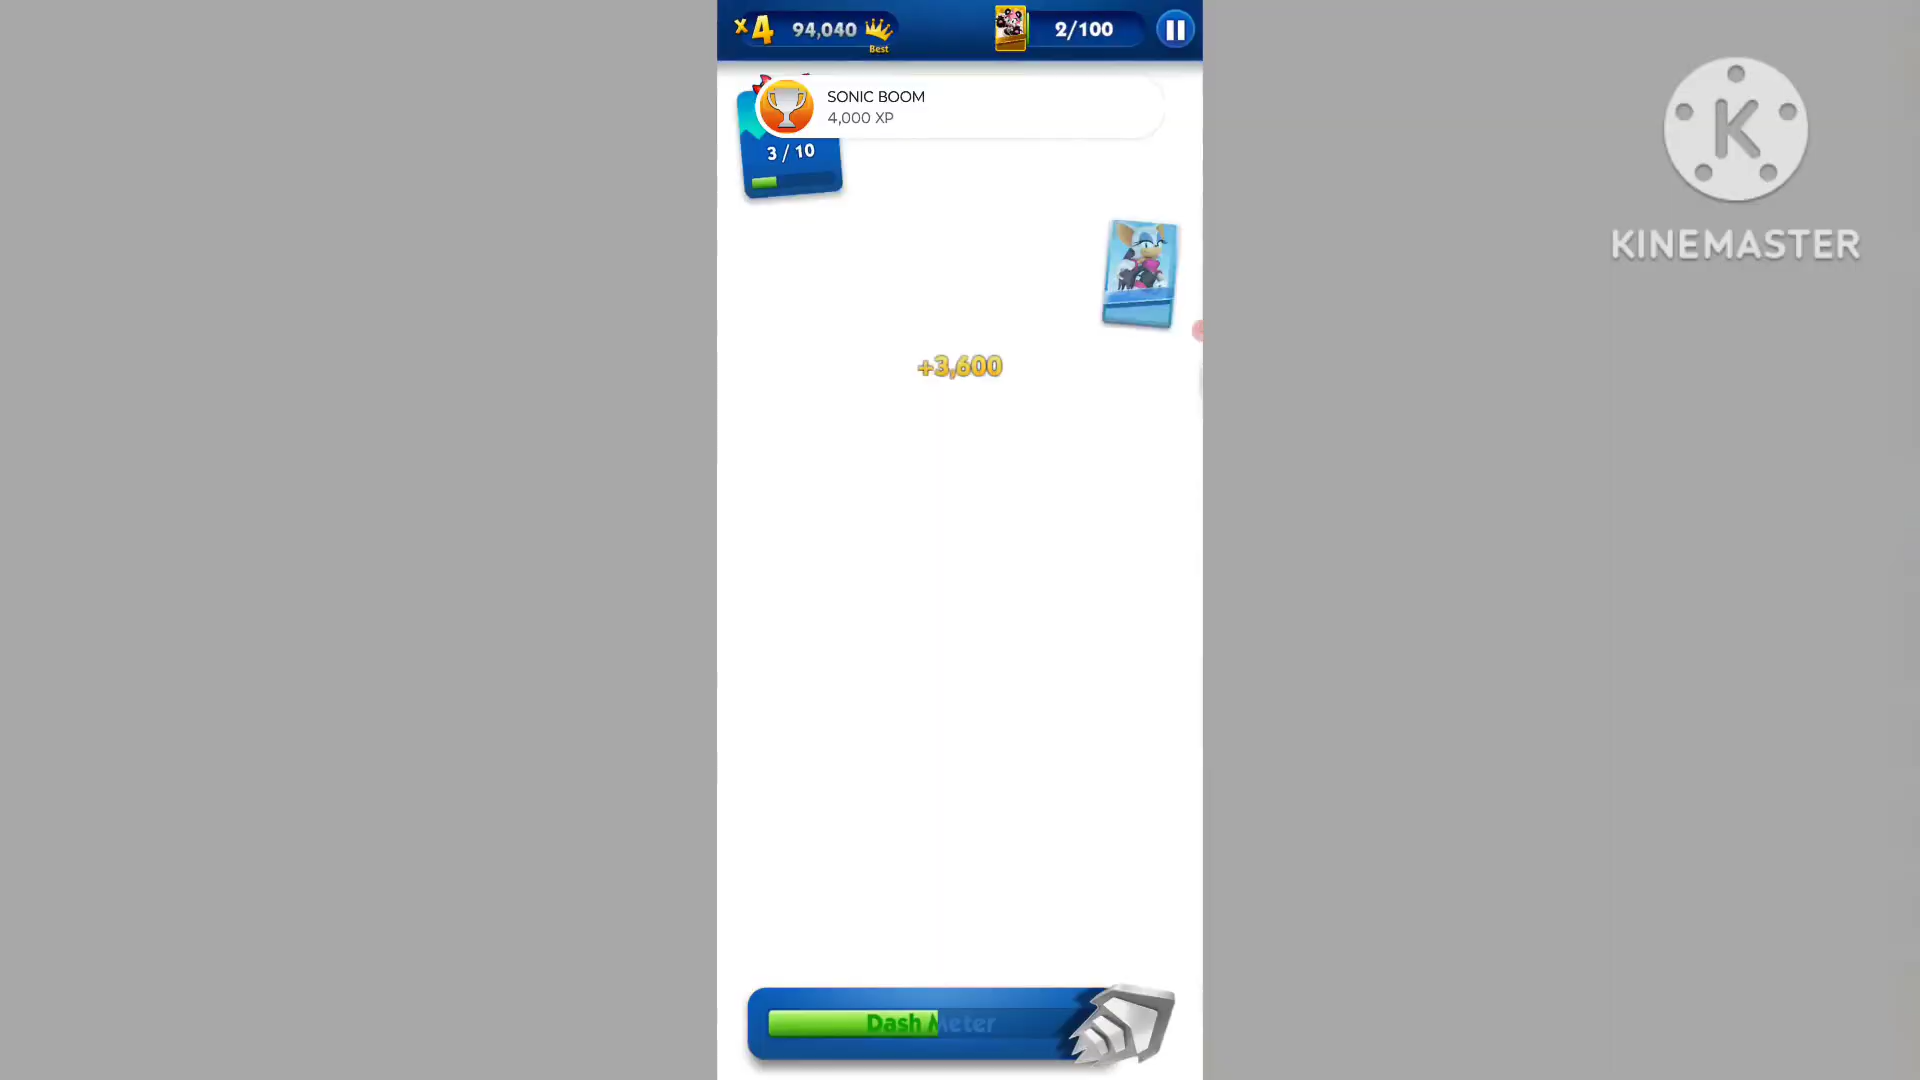 x4 94,040 Best 2/100
SONIC BOOM
4,000 XP
3 / 10
+3,600
Dash Meter
K
KINEMASTER